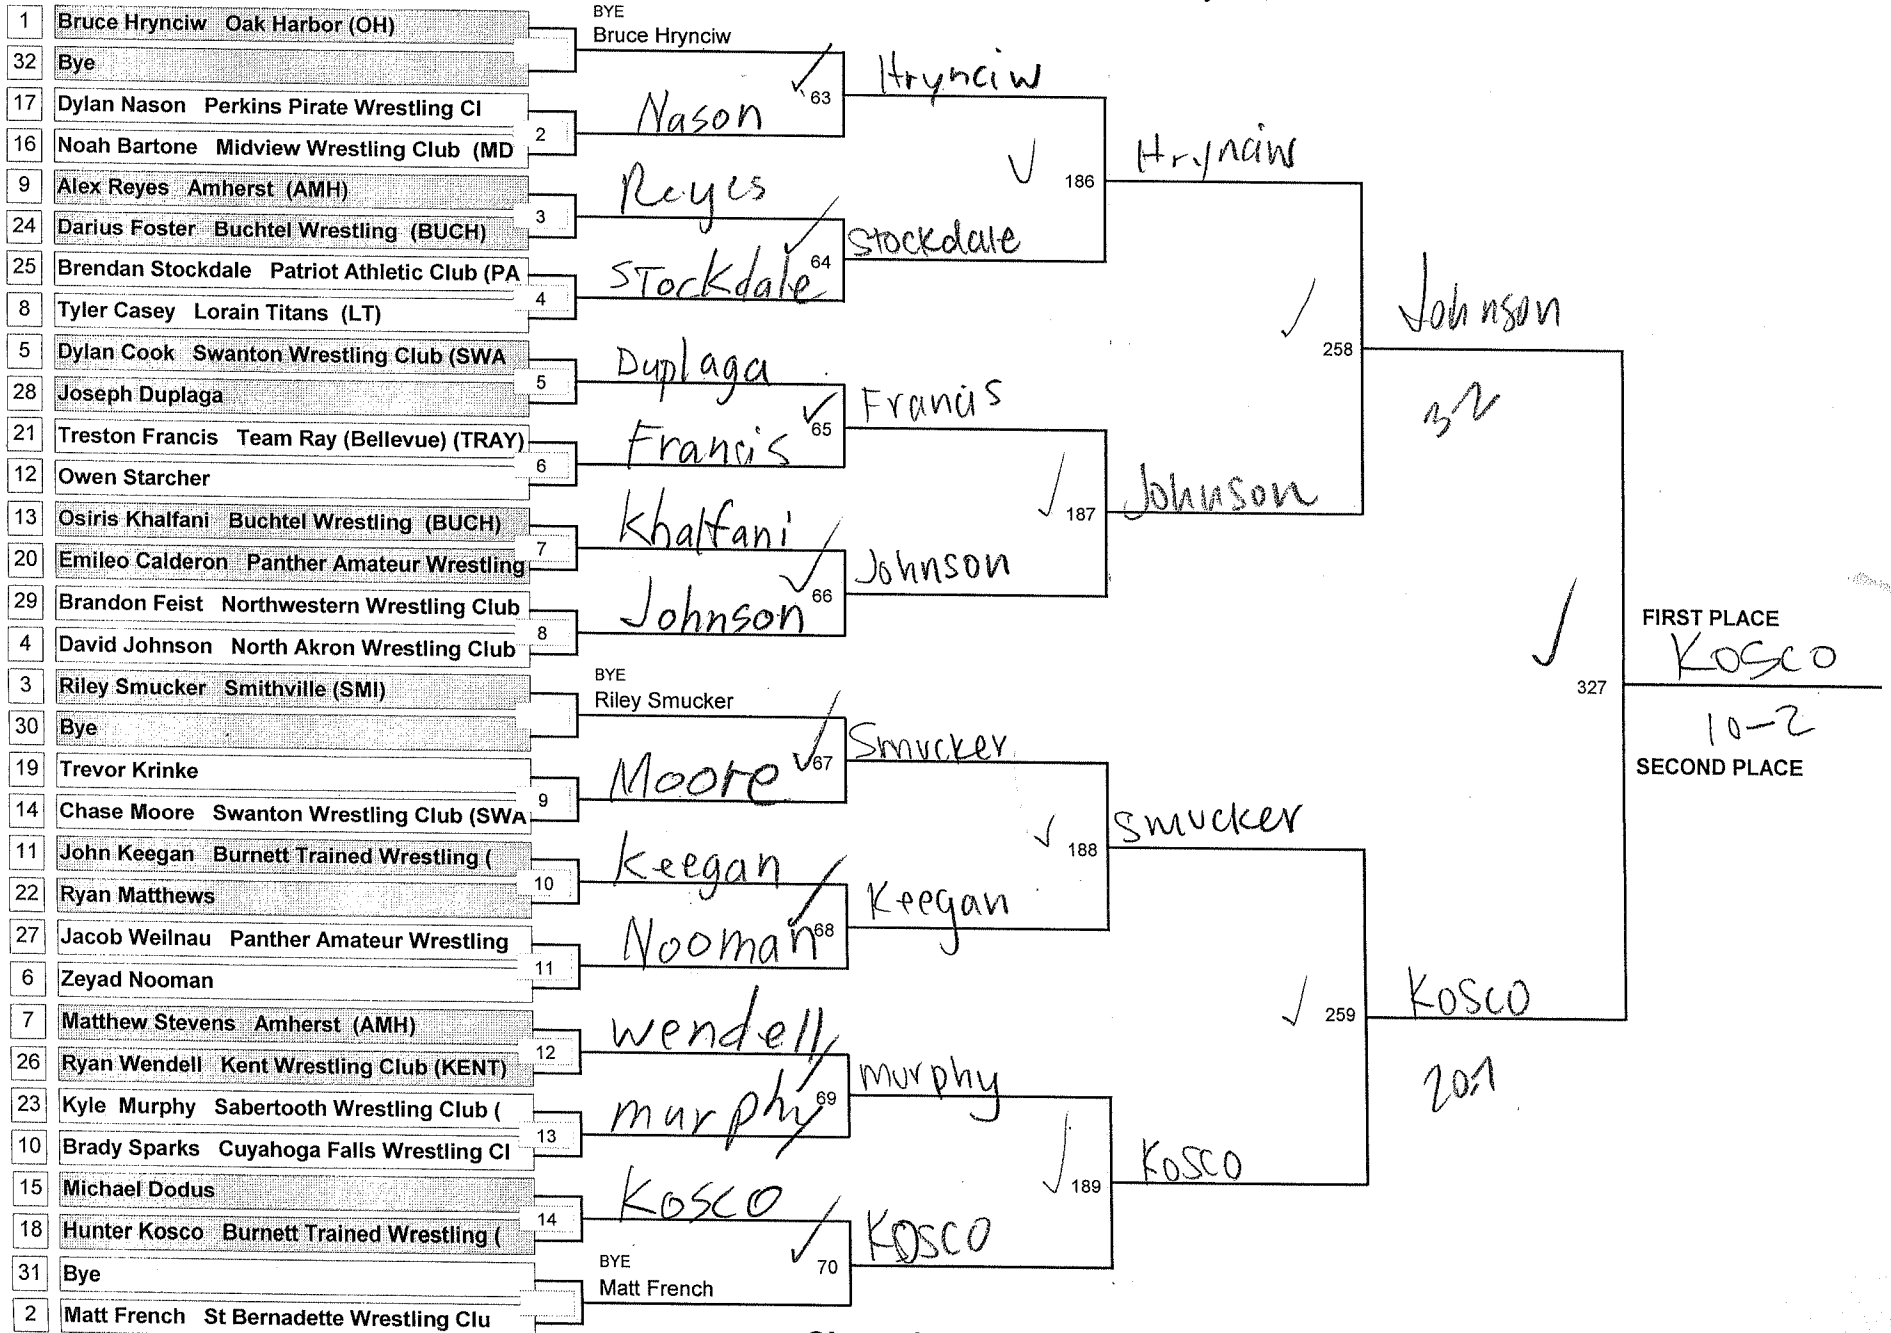 1 Bruce Hrynciw Oak Harbor (OH)
32 Bye
17 Dylan Nason Perkins Pirate Wrestling Cl
16 Noah Bartone Midview Wrestling Club (MD
9 Alex Reyes Amherst (AMH)
24 Darius Foster Buchtel Wrestling (BUCH)
25 Brendan Stockdale Patriot Athletic Club (PA
8 Tyler Casey Lorain Titans (LT)
5 Dylan Cook Swanton Wrestling Club (SWA
28 Joseph Duplaga
21 Treston Francis Team Ray (Bellevue) (TRAY)
12 Owen Starcher
13 Osiris Khalfani Buchtel Wrestling (BUCH)
20 Emileo Calderon Panther Amateur Wrestling
29 Brandon Feist Northwestern Wrestling Club
4 David Johnson North Akron Wrestling Club
3 Riley Smucker Smithville (SMI)
30 Bye
19 Trevor Krinke
14 Chase Moore Swanton Wrestling Club (SWA
11 John Keegan Burnett Trained Wrestling (
22 Ryan Matthews
27 Jacob Weilnau Panther Amateur Wrestling
6 Zeyad Nooman
7 Matthew Stevens Amherst (AMH)
26 Ryan Wendell Kent Wrestling Club (KENT)
23 Kyle Murphy Sabertooth Wrestling Club (
10 Brady Sparks Cuyahoga Falls Wrestling Cl
15 Michael Dodus
18 Hunter Kosco Burnett Trained Wrestling (
31 Bye
2 Matt French St Bernadette Wrestling Clu
2
3
4
5
6
7
8
9
10
11
12
13
14
BYE
Bruce Hrynciw
63
Nason
Reyes
64
Stockdale
Duplaga
65
Francis
Khalfani
66
Johnson
BYE
Riley Smucker
67
Moore
Keegan
68
Nooman
wendell
69
murphy
Kosco
70
BYE
Matt French
Hrynciw
186
Stockdale
Francis
187
Johnson
Smucker
188
Keegan
murphy
189
Kosco
Hrynciw
258
Johnson
Smucker
259
Kosco
Johnson
3-2
327
Kosco
FIRST PLACE
Kosco
10-2
SECOND PLACE